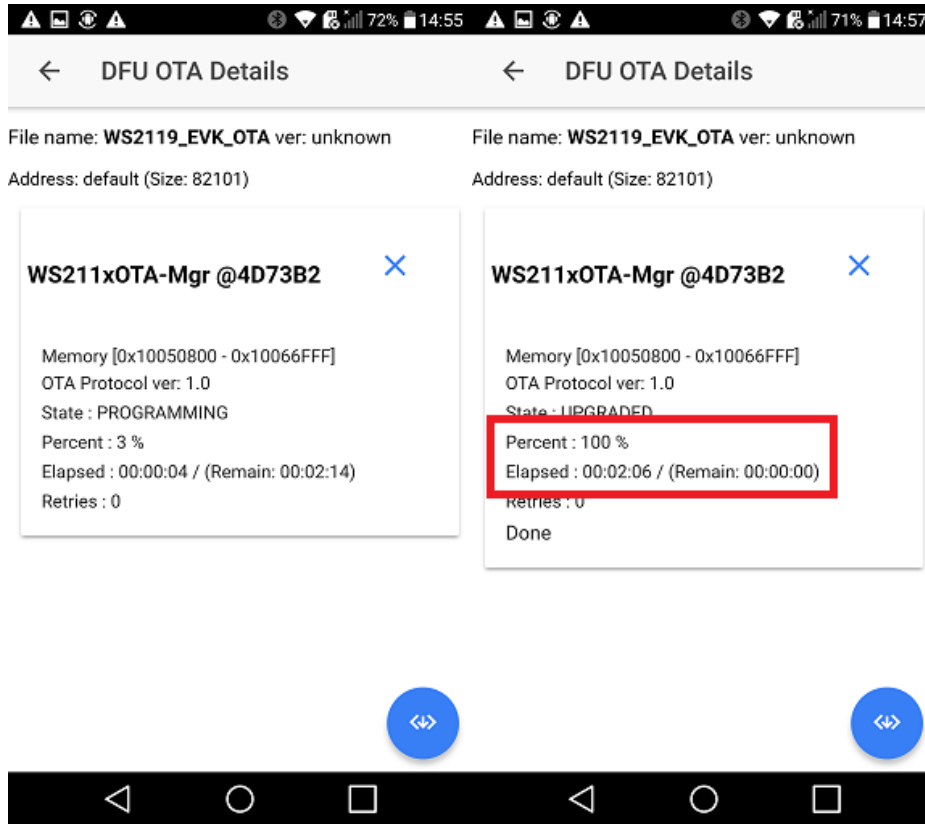 72% 14:55
DFU OTA Details
File name: WS2119_EVK_OTA ver: unknown
Address: default (Size: 82101)
WS211xOTA-Mgr @4D73B2
Memory [0x10050800 - 0x10066FFF]
OTA Protocol ver: 1.0
State : PROGRAMMING
Percent : 3 %
Elapsed : 00:00:04 / (Remain: 00:02:14)
Retries : 0
71% 14:57
DFU OTA Details
File name: WS2119_EVK_OTA ver: unknown
Address: default (Size: 82101)
WS211xOTA-Mgr @4D73B2
Memory [0x10050800 - 0x10066FFF]
OTA Protocol ver: 1.0
State : UPGRADED
Percent : 100 %
Elapsed : 00:02:06 / (Remain: 00:00:00)
Retries : 0
Done